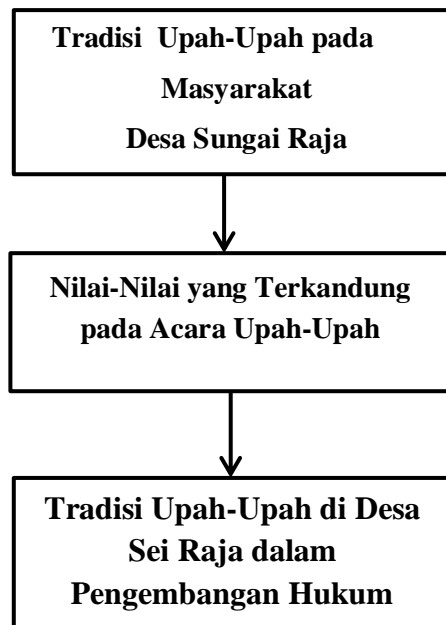 Tradisi Upah-Upah pada
Masyarakat
Desa Sungai Raja
Nilai-Nilai yang Terkandung
pada Acara Upah-Upah
Tradisi Upah-Upah di Desa
Sei Raja dalam
Pengembangan Hukum